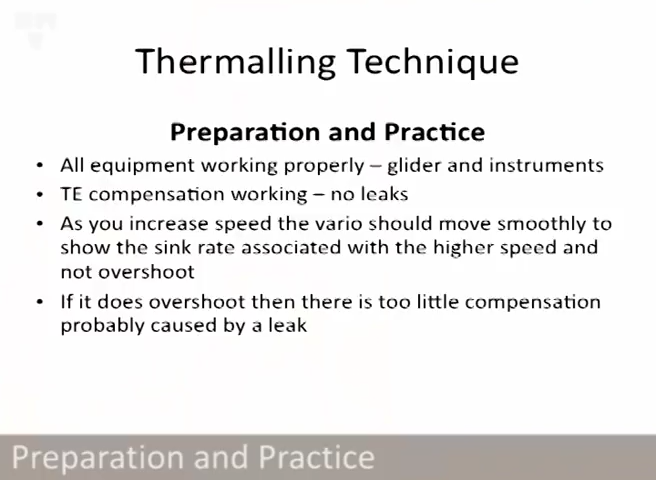 Thermalling Technique
Preparation and Practice
• All equipment working properly – glider and instruments
• TE compensation working – no leaks
• As you increase speed the vario should move smoothly to
show the sink rate associated with the higher speed and
not overshoot
• If it does overshoot then there is too little compensation
probably caused by a leak
Preparation and Practice